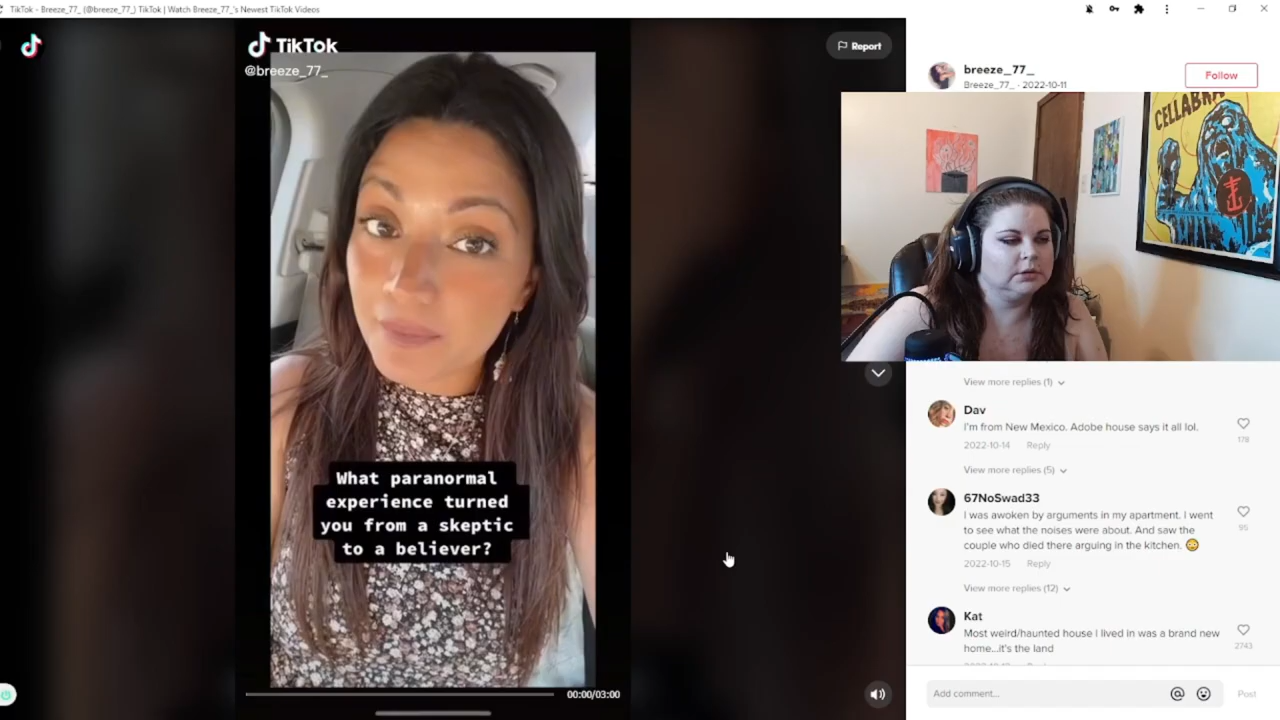 TikTok - Breeze_77_ (@breeze_77_) TikTok | Watch Breeze_77_'s Newest TikTok Videos
TikTok
@breeze_77_
Report
breeze_77_
Breeze_77_ · 2022-10-11
Follow
CELLABRA
What paranormal
experience turned
you from a skeptic
to a believer?
00:00/03:00
View more replies (1)
Dav
I'm from New Mexico. Adobe house says it all lol.
178
2022-10-14 Reply
View more replies (5)
67NoSwad33
I was awoken by arguments in my apartment. I went
to see what the noises were about. And saw the
couple who died there arguing in the kitchen. 😳
95
2022-10-15 Reply
View more replies (12)
Kat
Most weird/haunted house I lived in was a brand new
home...it's the land
2743
Add comment...
Post